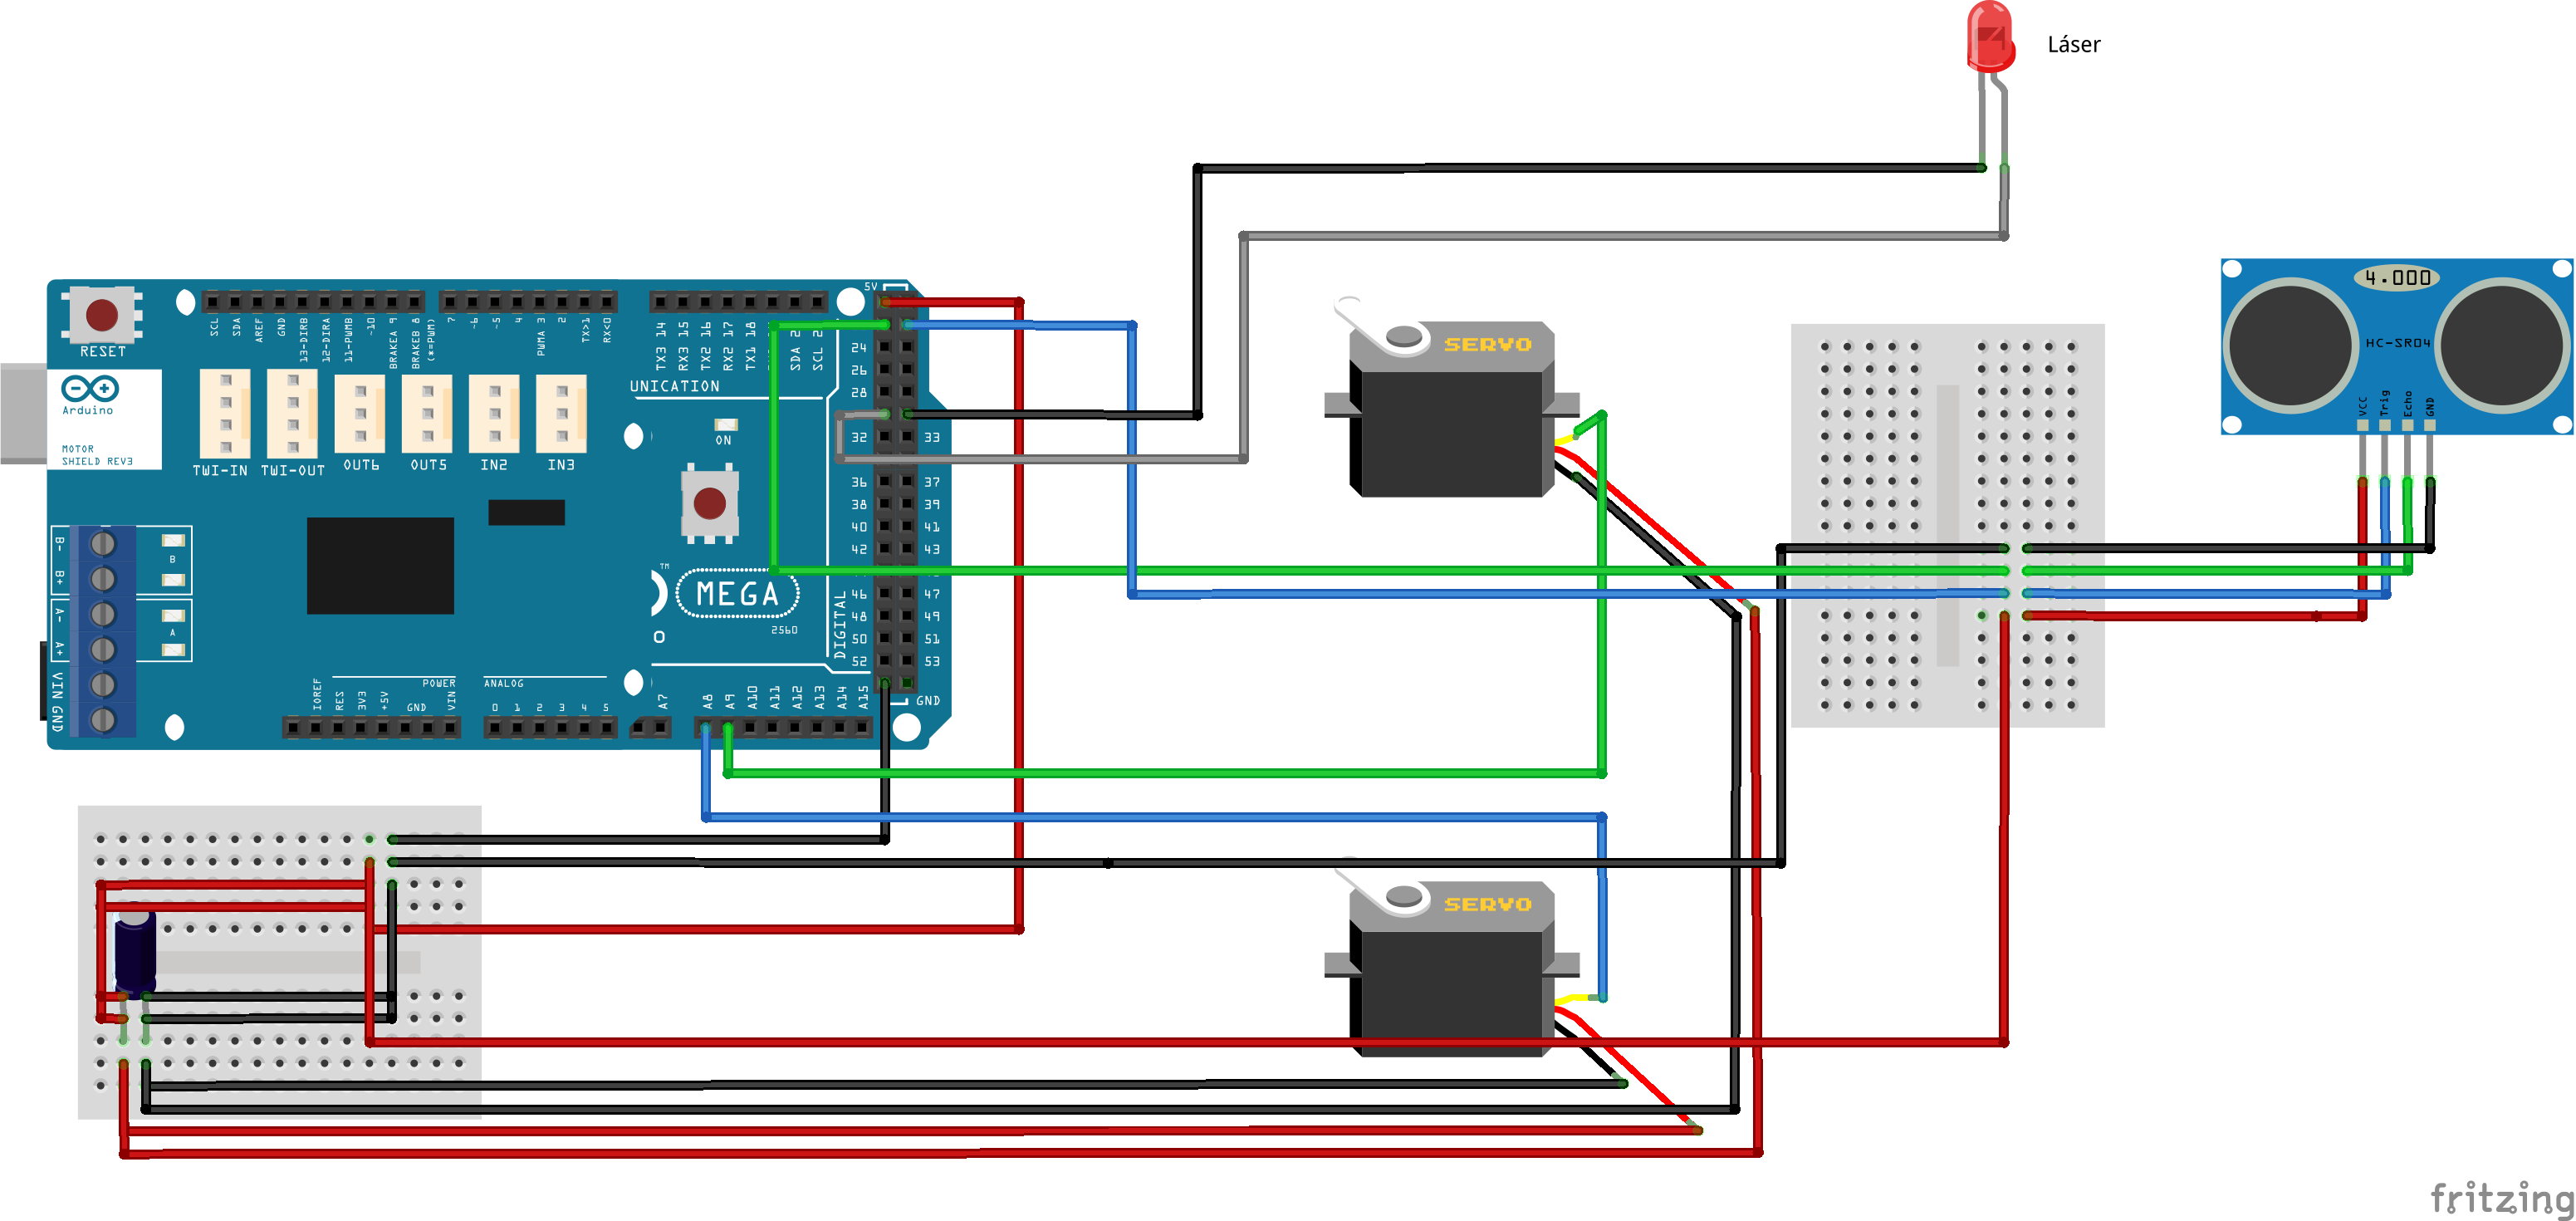 Láser
4.000
HC-SR04
VCC
Trig
Echo
GND
SERVO
SERVO
5V
RESET
SCL
SDA
AREF
GND
13-DIRB
12-DIRA
11-PWMB
~10
BRAKEA 9
BRAKEB 8
(*=PWM)
7
~6
~5
4
PWMA 3
2
TX>1
RX<0
TX3 14
RX3 15
TX2 16
RX2 17
TX1 18
SDA 2
SCL 2
UNICATION
Arduino
MOTOR
SHIELD REV3
TWI-IN
TWI-OUT
OUT6
OUT5
IN2
IN3
ON
24
26
28
32 33
36 37
38 39
40 41
42 43
46 47
48 49
50 51
52 53
DIGITAL
GND
TM
MEGA
2560
O
B-
B+
A-
A+
VIN
GND
B
A
POWER
ANALOG
IOREF
RES
3V3
+5V
GND
VIN
0 1 2 3 4 5
A7
A8
A9
A10
A11
A12
A13
A14
A15
fritzing